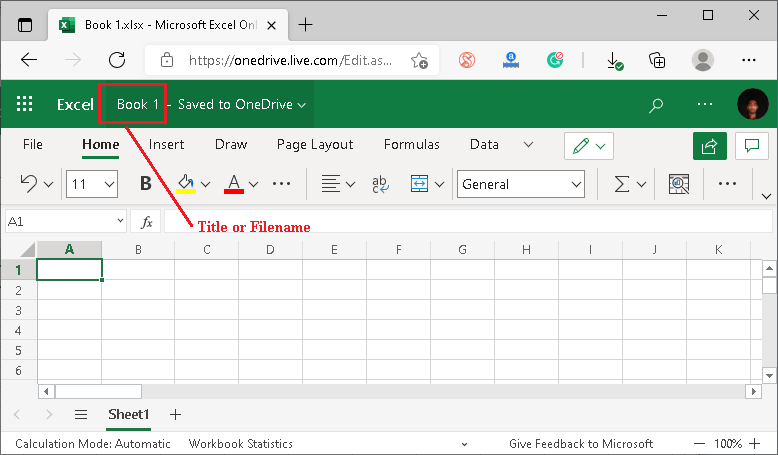 Book 1.xlsx - Microsoft Excel Onl
https://onedrive.live.com/Edit.as...
Excel Book 1 - Saved to OneDrive
File Home Insert Draw Page Layout Formulas Data
11 B A ab c General Σ
A1 fx
Title or Filename
A B C D E F G H I J K
1
2
3
4
5
6
Sheet1
Calculation Mode: Automatic Workbook Statistics Give Feedback to Microsoft 100%